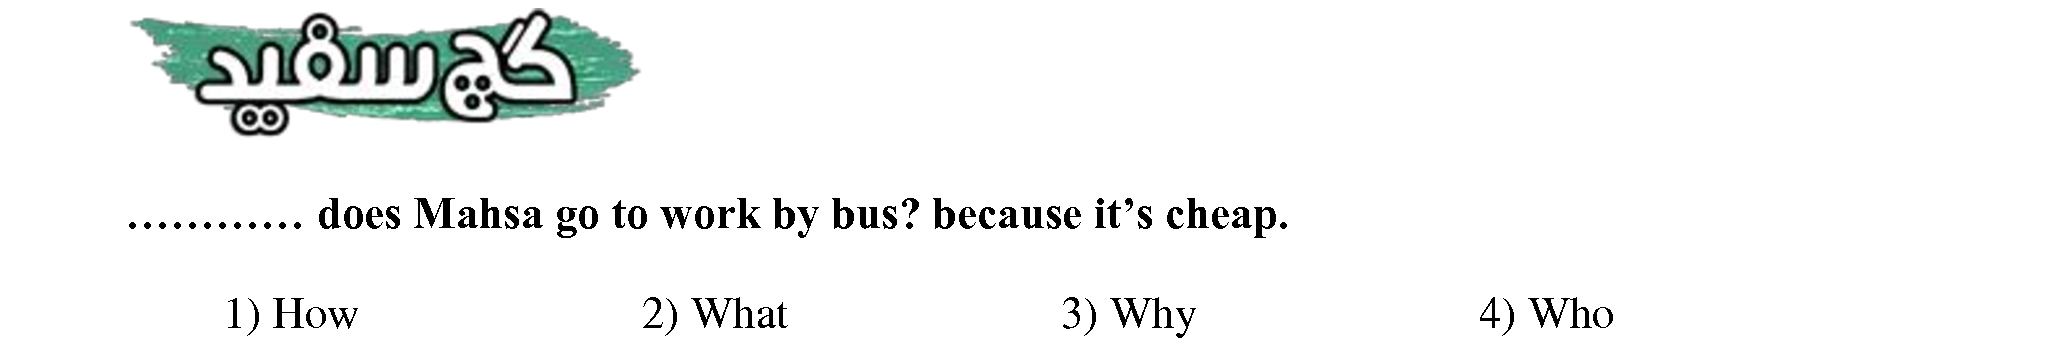 گچ سفید
………… does Mahsa go to work by bus? because it’s cheap.
1) How 2) What 3) Why 4) Who